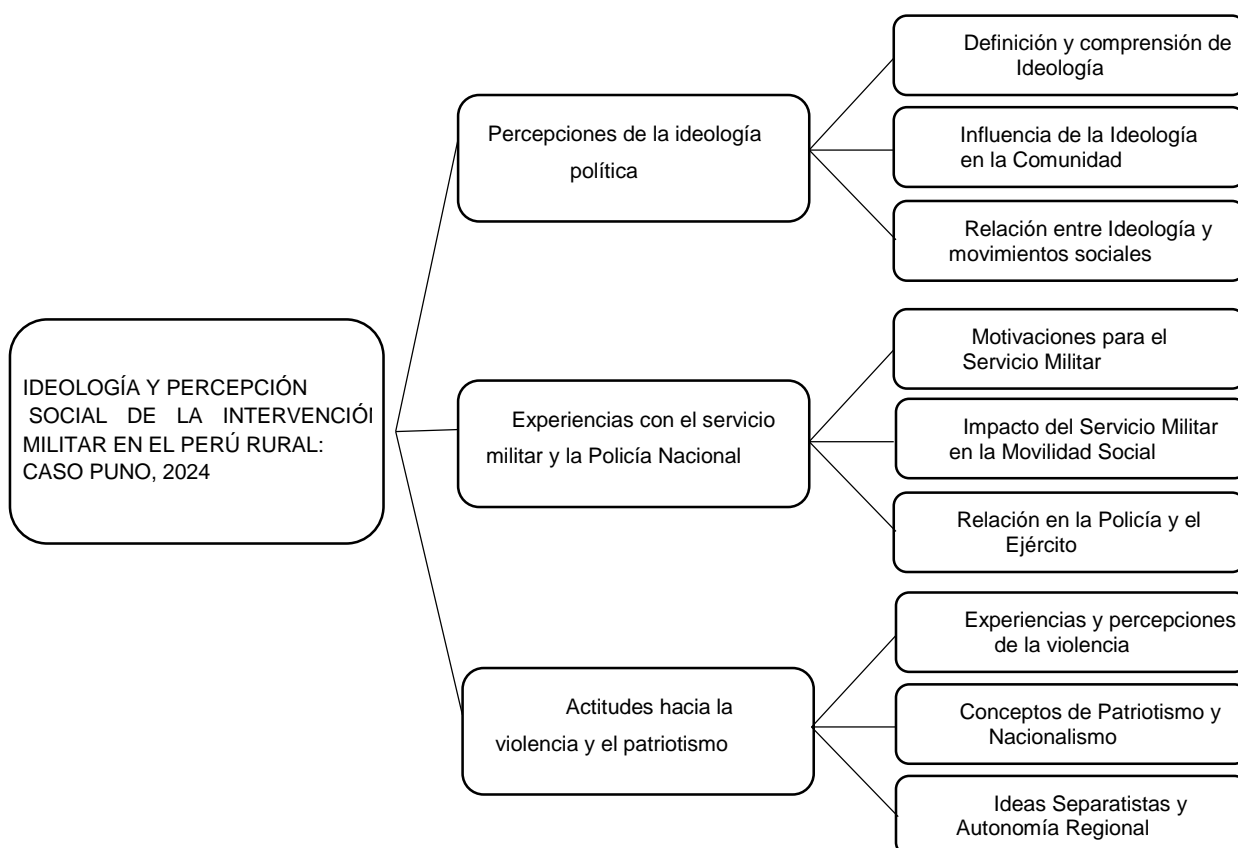 IDEOLOGÍA Y PERCEPCIÓN
SOCIAL DE LA INTERVENCIÓN
MILITAR EN EL PERÚ RURAL:
CASO PUNO, 2024
Percepciones de la ideología
política
Definición y comprensión de
Ideología
Influencia de la Ideología
en la Comunidad
Relación entre Ideología y
movimientos sociales
Experiencias con el servicio
militar y la Policía Nacional
Motivaciones para el
Servicio Militar
Impacto del Servicio Militar
en la Movilidad Social
Relación en la Policía y el
Ejército
Actitudes hacia la
violencia y el patriotismo
Experiencias y percepciones
de la violencia
Conceptos de Patriotismo y
Nacionalismo
Ideas Separatistas y
Autonomía Regional